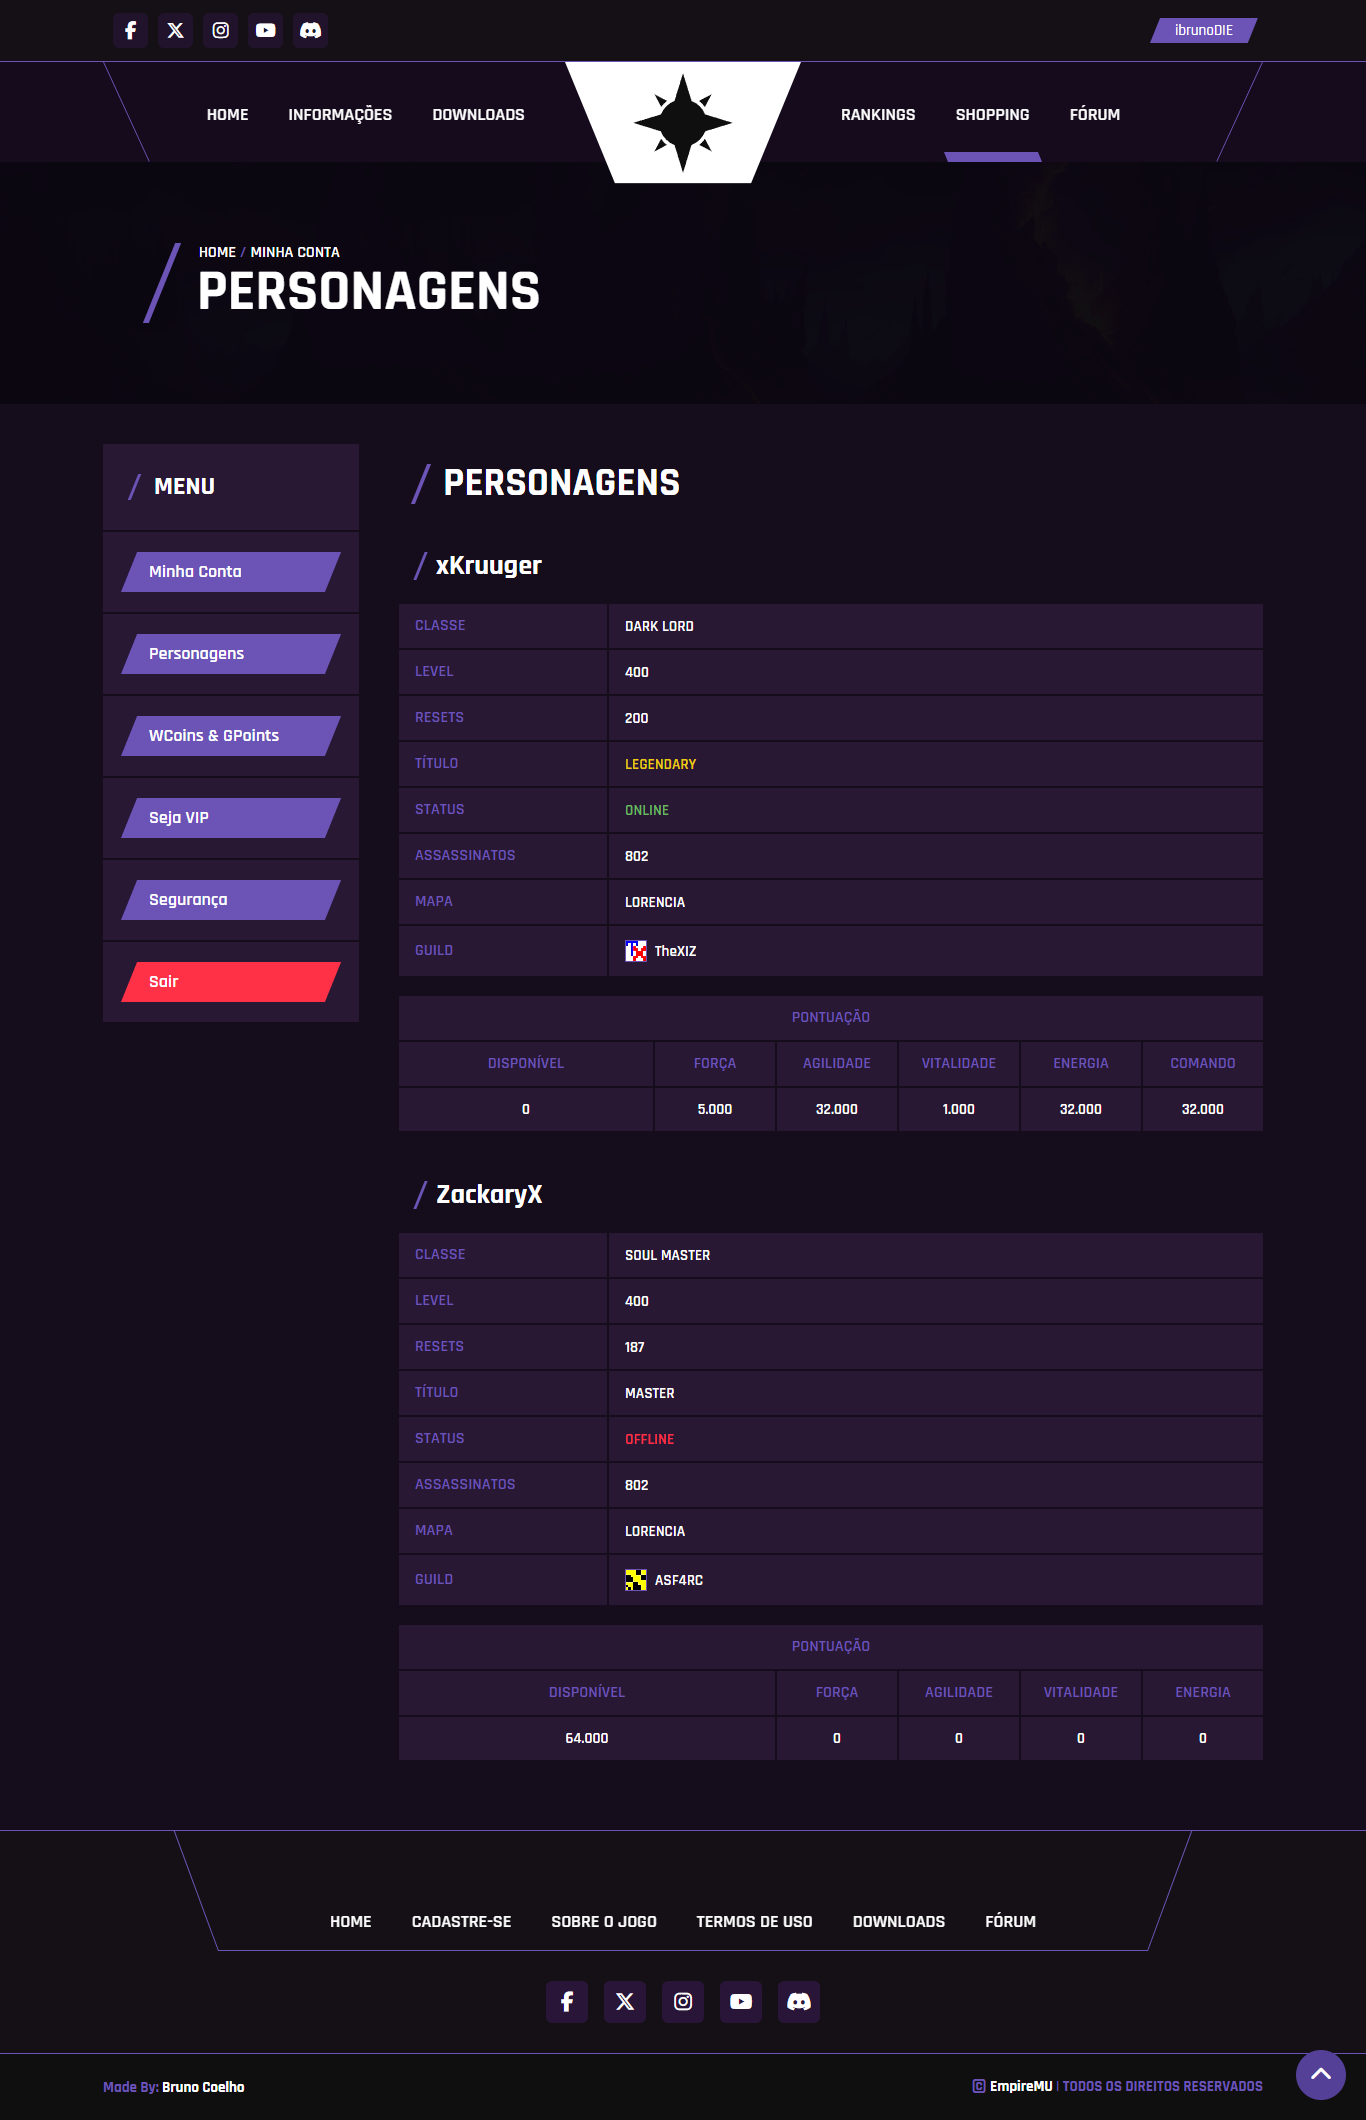 ibrunoDIE
HOME INFORMAÇÕES DOWNLOADS RANKINGS SHOPPING FÓRUM
HOME / MINHA CONTA
PERSONAGENS
MENU
Minha Conta
Personagens
WCoins & GPoints
Seja VIP
Segurança
Sair
PERSONAGENS
xKruuger
CLASSE DARK LORD
LEVEL 400
RESETS 200
TÍTULO LEGENDARY
STATUS ONLINE
ASSASSINATOS 802
MAPA LORENCIA
GUILD TheXIZ
PONTUAÇÃO
DISPONÍVEL FORÇA AGILIDADE VITALIDADE ENERGIA COMANDO
0 5.000 32.000 1.000 32.000 32.000
ZackaryX
CLASSE SOUL MASTER
LEVEL 400
RESETS 187
TÍTULO MASTER
STATUS OFFLINE
ASSASSINATOS 802
MAPA LORENCIA
GUILD ASF4RC
PONTUAÇÃO
DISPONÍVEL FORÇA AGILIDADE VITALIDADE ENERGIA
64.000 0 0 0 0
HOME CADASTRE-SE SOBRE O JOGO TERMOS DE USO DOWNLOADS FÓRUM
Made By: Bruno Coelho
© EmpireMU | TODOS OS DIREITOS RESERVADOS